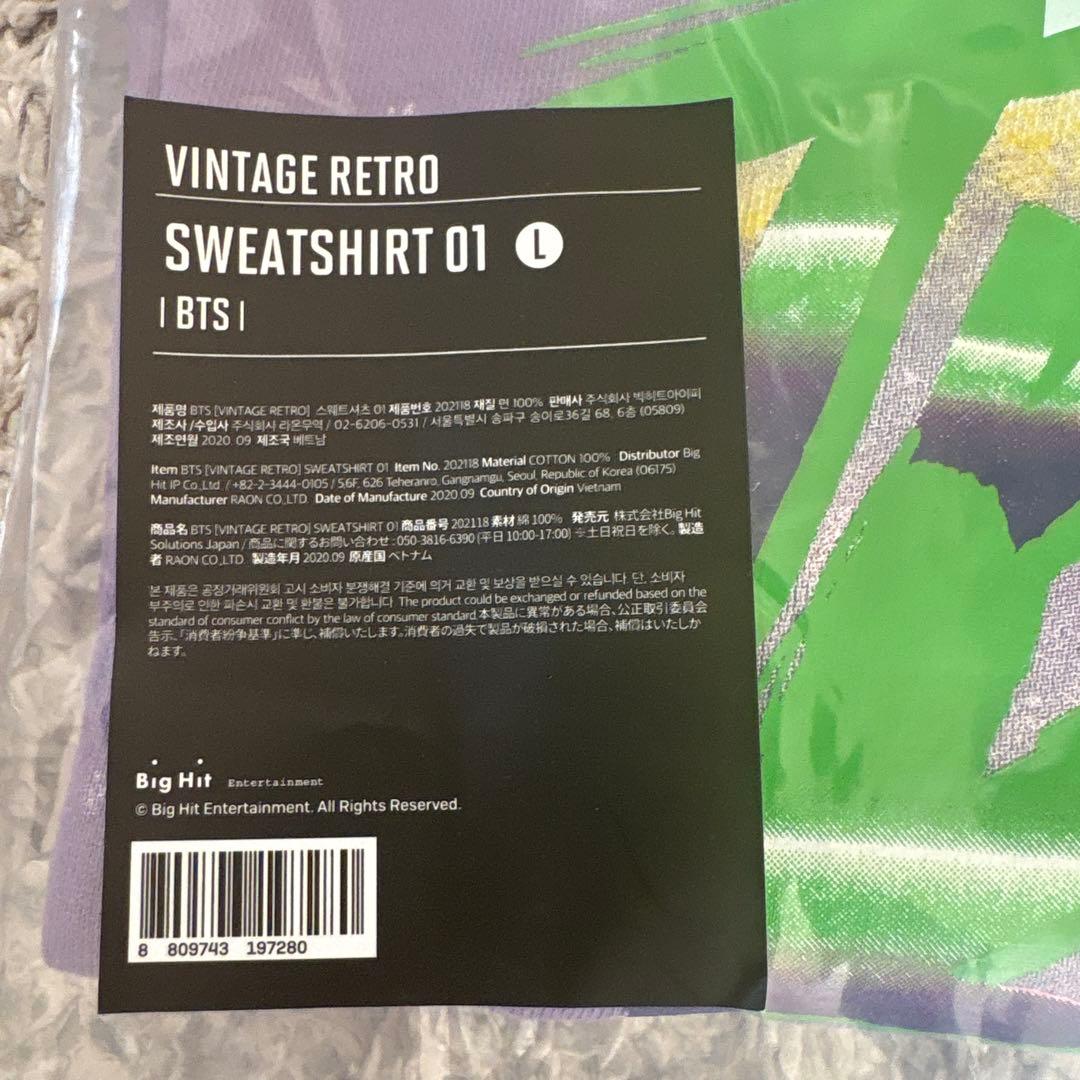 VINTAGE RETRO
SWEATSHIRT 01 L
| BTS |
제품명 BTS [VINTAGE RETRO] 스웨트셔츠 01 제품번호 202118 재질 면 100% 판매사 주식회사 빅히트아이피
제조사/수입사 주식회사 라온무역 / 02-6206-0531 / 서울특별시 송파구 송이로36길 68, 6층 (05809)
제조연월 2020. 09 제조국 베트남
Item BTS [VINTAGE RETRO] SWEATSHIRT 01 Item No. 202118 Material COTTON 100% Distributor Big
Hit IP Co.,Ltd. / +82-2-3444-0105 / 5,6F, 626 Teheranro, Gangnamgu, Seoul, Republic of Korea (06175)
Manufacturer RAON CO.,LTD. Date of Manufacture 2020.09 Country of Origin Vietnam
商品名 BTS [VINTAGE RETRO] SWEATSHIRT 01 商品番号 202118 素材 綿 100% 発売元 株式会社Big Hit
Solutions Japan / 商品に関するお問い合わせ : 050-3816-6390 (平日 10:00-17:00) ※土日祝日を除く。 製造
者 RAON CO.,LTD. 製造年月 2020.09 原産国 ベトナム
본 제품은 공정거래위원회 고시 소비자 분쟁해결 기준에 의거 교환 및 보상을 받으실 수 있습니다. 단, 소비자
부주의로 인한 파손시 교환 및 환불은 불가합니다. The product could be exchanged or refunded based on the
standard of consumer conflict by the law of consumer standard. 本製品に異常がある場合、公正取引委員会
告示、「消費者紛争基準」に準じ、補償いたします。消費者の過失で製品が破損された場合、補償はいたしか
ねます。
Big Hit Entertainment
© Big Hit Entertainment. All Rights Reserved.
8 809743 197280